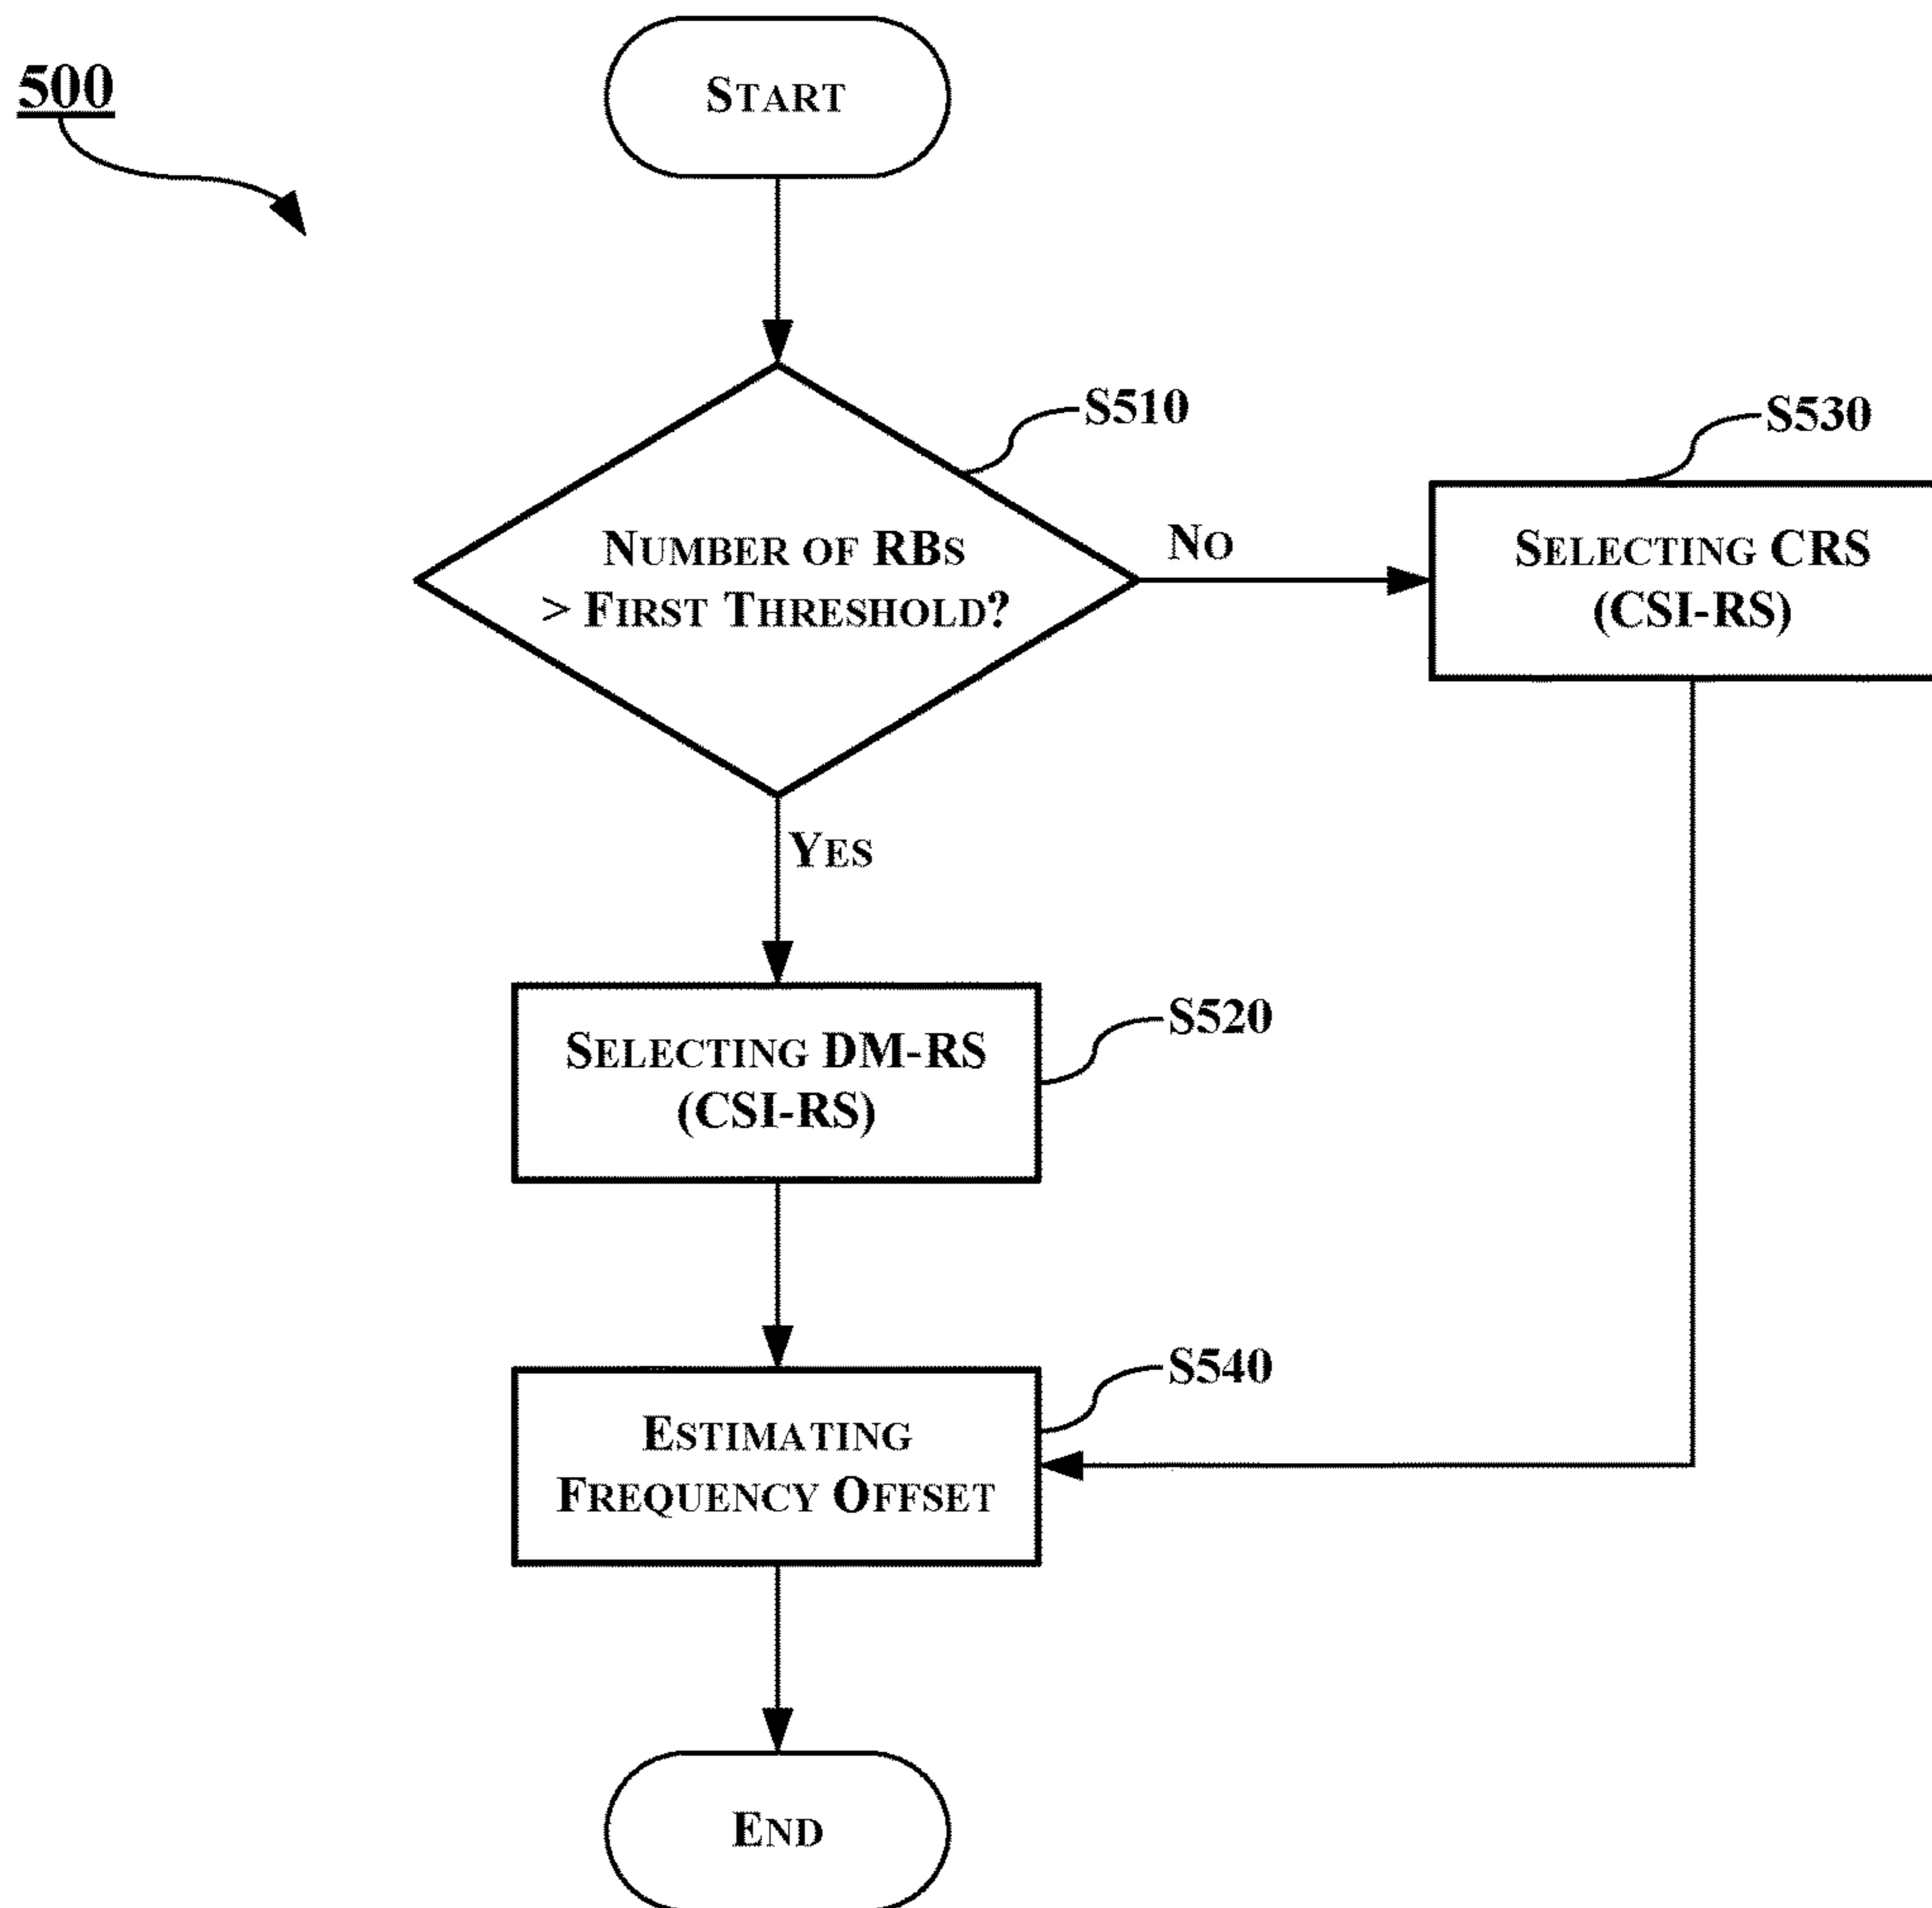 500
START
S510
S530
NUMBER OF RBS
> FIRST THRESHOLD?
NO
SELECTING CRS
(CSI-RS)
YES
SELECTING DM-RS
(CSI-RS)
S520
S540
ESTIMATING
FREQUENCY OFFSET
END